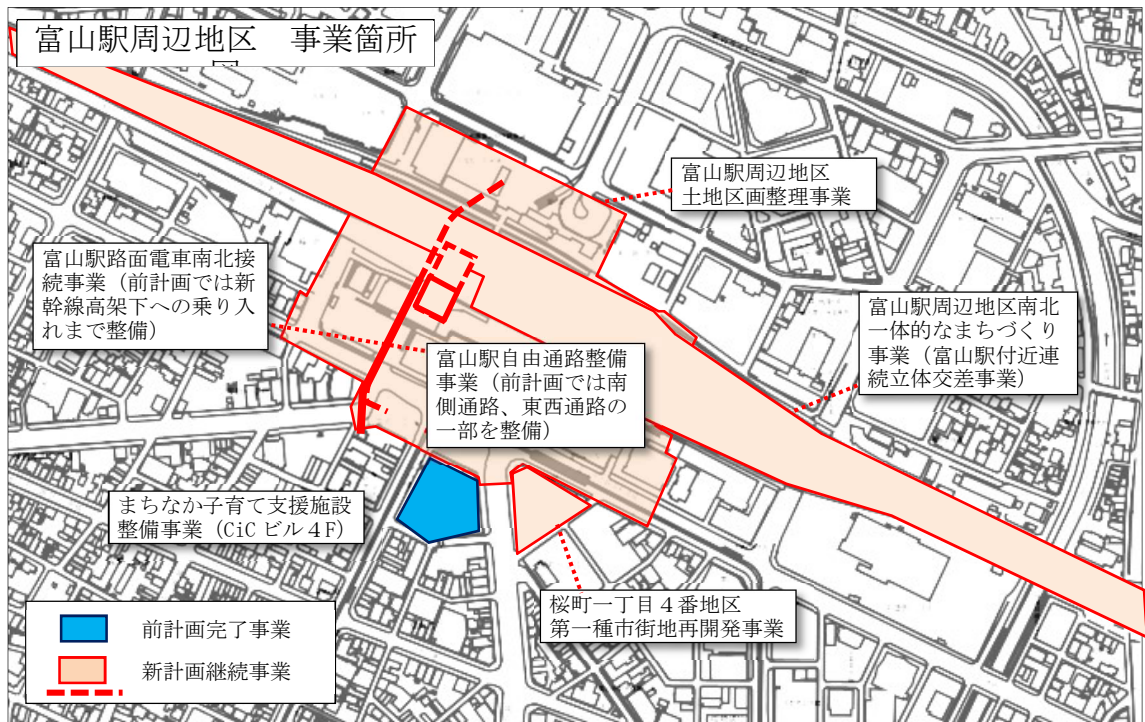 富山駅周辺地区　事業箇所
富山駅周辺地区
土地区画整理事業
富山駅路面電車南北接
続事業（前計画では新
幹線高架下への乗り入
れまで整備）
富山駅周辺地区南北
一体的なまちづくり
事業（富山駅付近連
続立体交差事業）
富山駅自由通路整備
事業（前計画では南
側通路、東西通路の
一部を整備）
まちなか子育て支援施設
整備事業（CiC ビル４F）
桜町一丁目４番地区
第一種市街地再開発事業
前計画完了事業
新計画継続事業